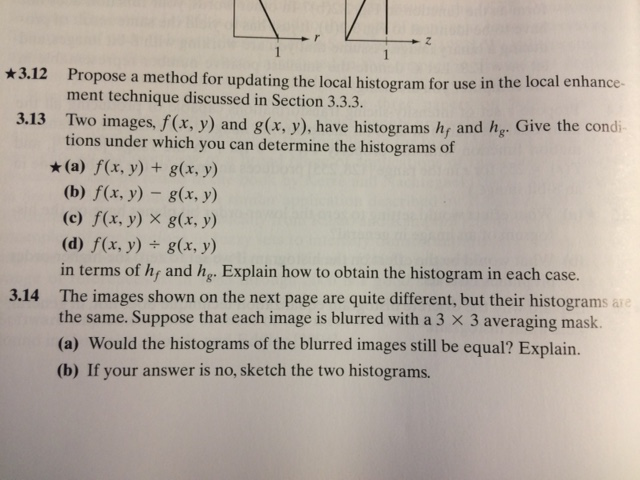 r
z
1
1
★3.12 Propose a method for updating the local histogram for use in the local enhance-
ment technique discussed in Section 3.3.3.
3.13 Two images, f(x, y) and g(x, y), have histograms h_f and h_g. Give the condi-
tions under which you can determine the histograms of
★(a) f(x, y) + g(x, y)
(b) f(x, y) − g(x, y)
(c) f(x, y) × g(x, y)
(d) f(x, y) ÷ g(x, y)
in terms of h_f and h_g. Explain how to obtain the histogram in each case.
3.14 The images shown on the next page are quite different, but their histograms are
the same. Suppose that each image is blurred with a 3 × 3 averaging mask.
(a) Would the histograms of the blurred images still be equal? Explain.
(b) If your answer is no, sketch the two histograms.